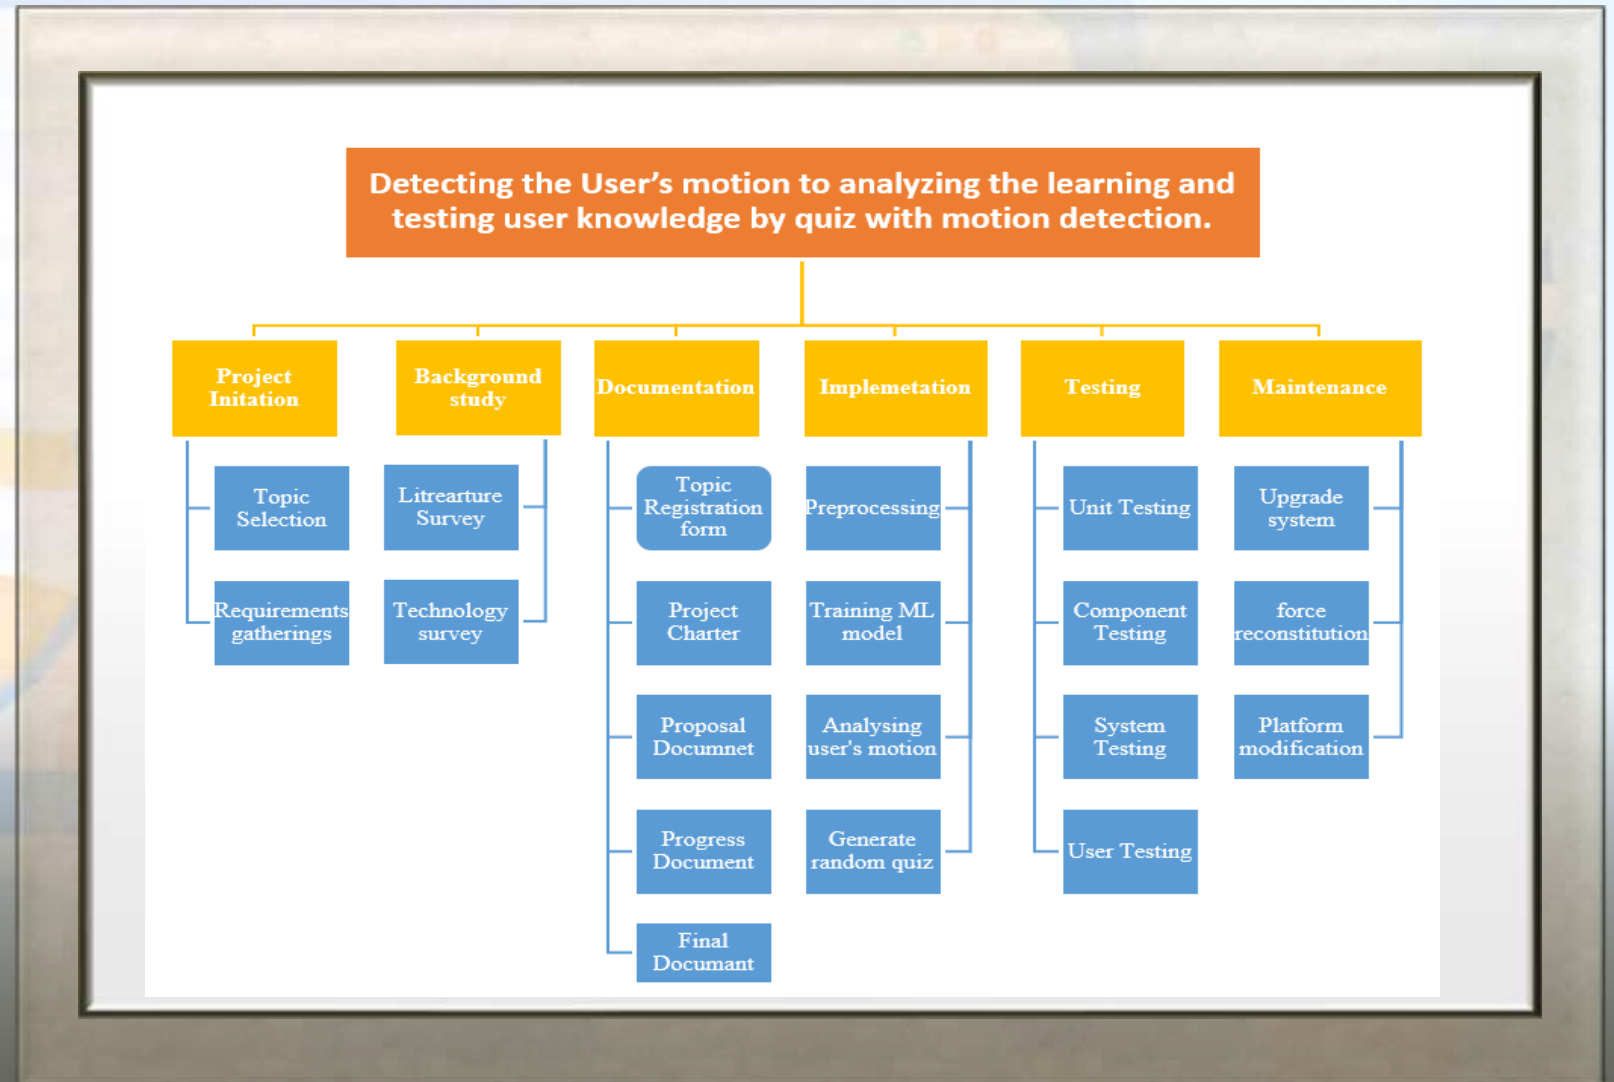 Detecting the User's motion to analyzing the learning and
testing user knowledge by quiz with motion detection.
Project
Initation
Background
study
Documentation
Implemetation
Testing
Maintenance
Topic
Selection
Requirements
gatherings
Litrearture
Survey
Technology
survey
Topic
Registration
form
Project
Charter
Proposal
Documnet
Progress
Document
Final
Documant
Preprocessing
Training ML
model
Analysing
user's motion
Generate
random quiz
Unit Testing
Component
Testing
System
Testing
User Testing
Upgrade
system
force
reconstitution
Platform
modification